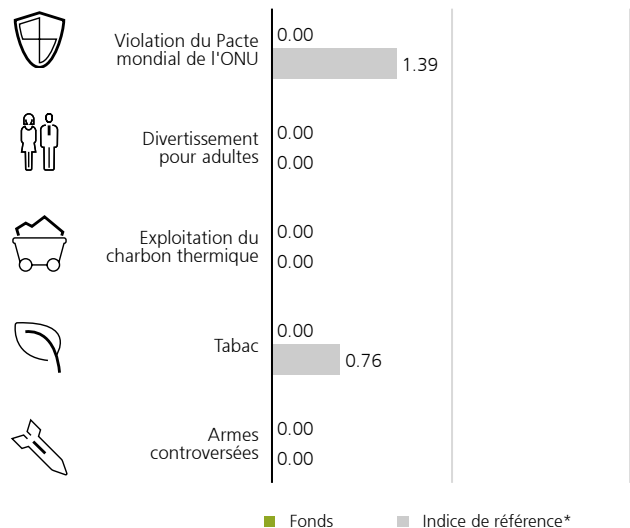 Violation du Pacte
mondial de l'ONU
0.00
1.39
Divertissement
pour adultes
0.00
0.00
Exploitation du
charbon thermique
0.00
0.00
Tabac
0.00
0.76
Armes
controversées
0.00
0.00
Fonds
Indice de référence*